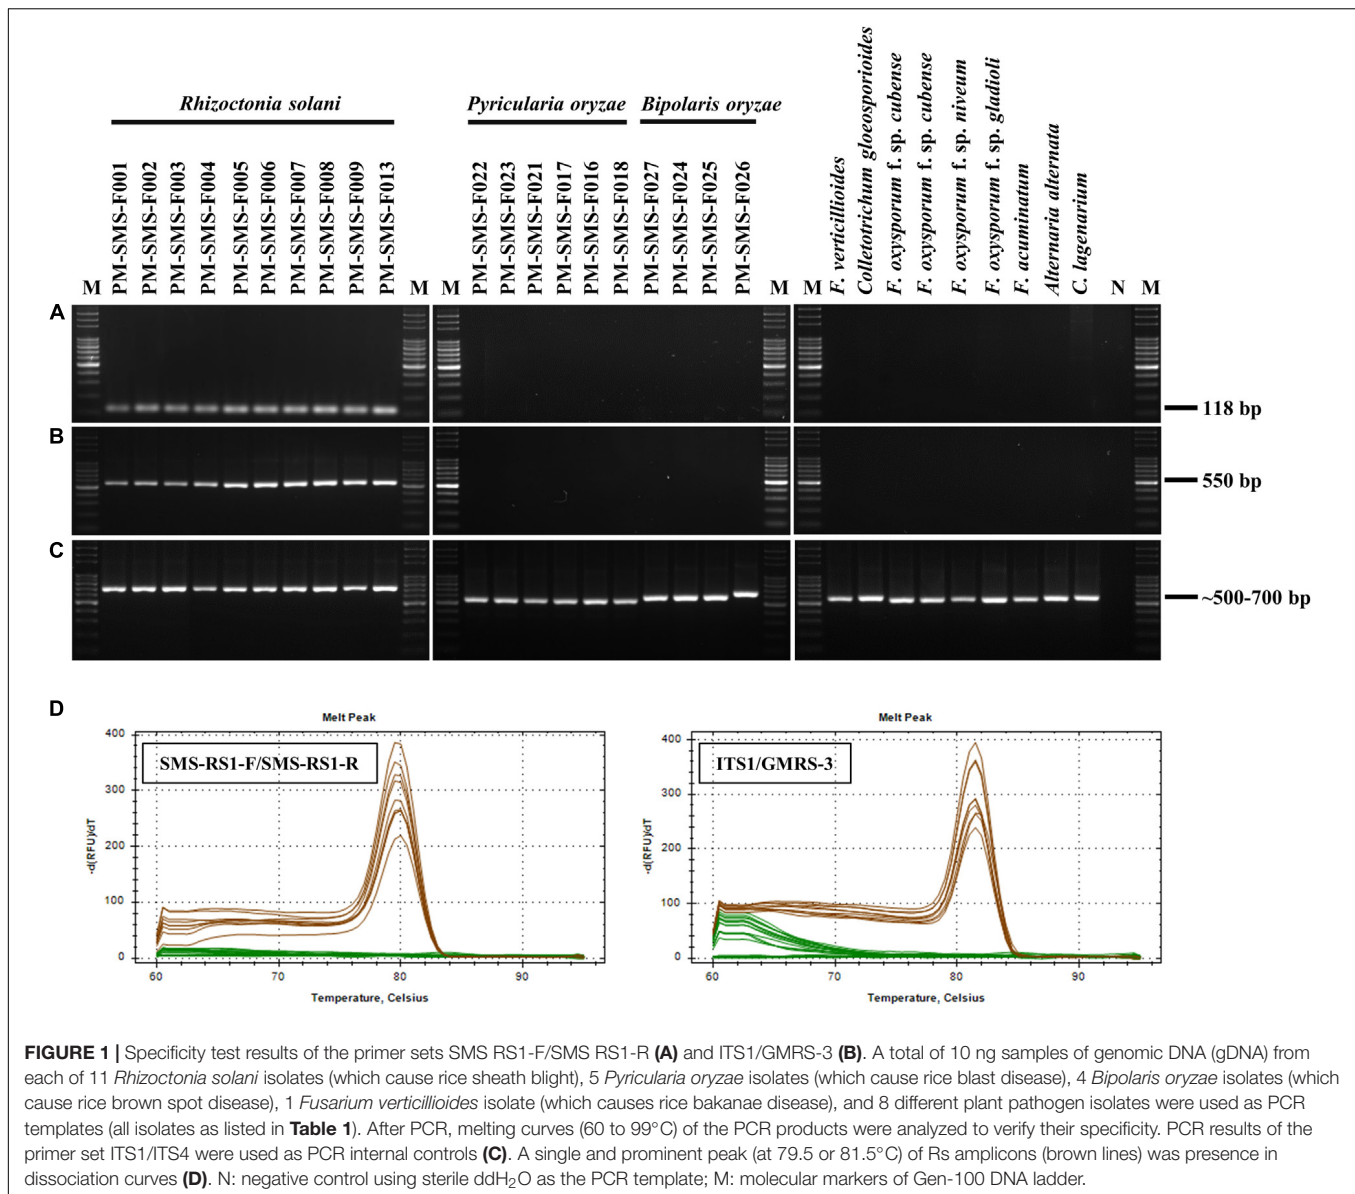 Rhizoctonia solani
Pyricularia oryzae
Bipolaris oryzae
M
PM-SMS-F001
PM-SMS-F002
PM-SMS-F003
PM-SMS-F004
PM-SMS-F005
PM-SMS-F006
PM-SMS-F007
PM-SMS-F008
PM-SMS-F009
PM-SMS-F013
M
M
PM-SMS-F022
PM-SMS-F023
PM-SMS-F021
PM-SMS-F017
PM-SMS-F016
PM-SMS-F018
PM-SMS-F027
PM-SMS-F024
PM-SMS-F025
PM-SMS-F026
M
M
F. verticillioides
Colletotrichum gloeosporioides
F. oxysporum f. sp. cubense
F. oxysporum f. sp. cubense
F. oxysporum f. sp. niveum
F. oxysporum f. sp. gladioli
F. acuminatum
Alternaria alternata
C. lagenarium
N
M
A
118 bp
B
550 bp
C
~500-700 bp
D
Melt Peak
SMS-RS1-F/SMS-RS1-R
400
300
200
100
0
-d(RFU)/dT
60
70
80
90
Temperature, Celsius
Melt Peak
ITS1/GMRS-3
400
300
200
100
0
-d(RFU)/dT
60
70
80
90
Temperature, Celsius
FIGURE 1 | Specificity test results of the primer sets SMS RS1-F/SMS RS1-R (A) and ITS1/GMRS-3 (B). A total of 10 ng samples of genomic DNA (gDNA) from
each of 11 Rhizoctonia solani isolates (which cause rice sheath blight), 5 Pyricularia oryzae isolates (which cause rice blast disease), 4 Bipolaris oryzae isolates (which
cause rice brown spot disease), 1 Fusarium verticillioides isolate (which causes rice bakanae disease), and 8 different plant pathogen isolates were used as PCR
templates (all isolates as listed in Table 1). After PCR, melting curves (60 to 99°C) of the PCR products were analyzed to verify their specificity. PCR results of the
primer set ITS1/ITS4 were used as PCR internal controls (C). A single and prominent peak (at 79.5 or 81.5°C) of Rs amplicons (brown lines) was presence in
dissociation curves (D). N: negative control using sterile ddH₂O as the PCR template; M: molecular markers of Gen-100 DNA ladder.